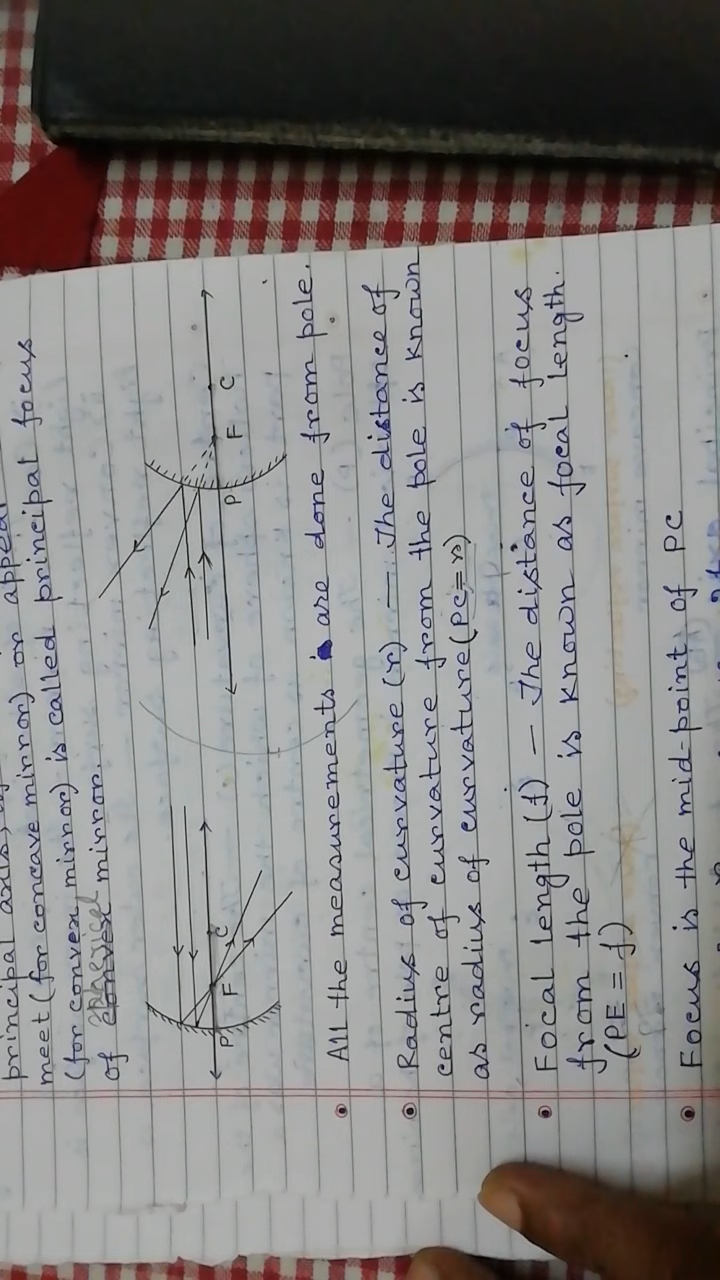 principal axis,
meet (for concave mirror) or appear
(for convex mirror) is called principal focus
of spherical convex mirror.
P F C
P F C
All the measurements are done from pole.
Radius of curvature (r) — The distance of
centre of curvature from the pole is known
as radius of curvature (PC = r)
Focal length (f) — The distance of focus
from the pole is known as focal length.
(PE = f)
Focus is the mid-point of PC